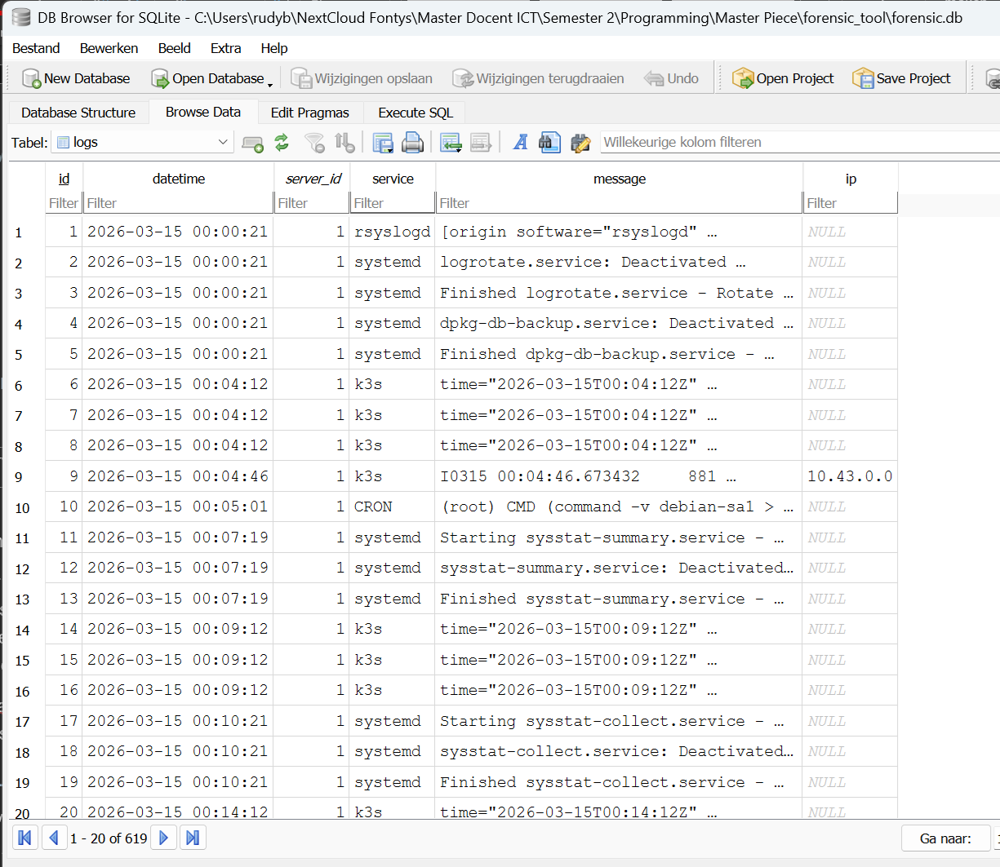 DB Browser for SQLite - C:\Users\rudyb\NextCloud Fontys\Master Docent ICT\Semester 2\Programming\Master Piece\forensic_tool\forensic.db
Bestand Bewerken Beeld Extra Help
New Database Open Database Wijzigingen opslaan Wijzigingen terugdraaien Undo Open Project Save Project
Database Structure Browse Data Edit Pragmas Execute SQL
Tabel: logs Willekeurige kolom filteren
id datetime server_id service message ip
Filter Filter Filter Filter Filter Filter
1 1 2026-03-15 00:00:21 1 rsyslogd [origin software="rsyslogd" … NULL
2 2 2026-03-15 00:00:21 1 systemd logrotate.service: Deactivated … NULL
3 3 2026-03-15 00:00:21 1 systemd Finished logrotate.service - Rotate … NULL
4 4 2026-03-15 00:00:21 1 systemd dpkg-db-backup.service: Deactivated … NULL
5 5 2026-03-15 00:00:21 1 systemd Finished dpkg-db-backup.service - … NULL
6 6 2026-03-15 00:04:12 1 k3s time="2026-03-15T00:04:12Z" … NULL
7 7 2026-03-15 00:04:12 1 k3s time="2026-03-15T00:04:12Z" … NULL
8 8 2026-03-15 00:04:12 1 k3s time="2026-03-15T00:04:12Z" … NULL
9 9 2026-03-15 00:04:46 1 k3s I0315 00:04:46.673432 881 … 10.43.0.0
10 10 2026-03-15 00:05:01 1 CRON (root) CMD (command -v debian-sa1 > … NULL
11 11 2026-03-15 00:07:19 1 systemd Starting sysstat-summary.service - … NULL
12 12 2026-03-15 00:07:19 1 systemd sysstat-summary.service: Deactivated… NULL
13 13 2026-03-15 00:07:19 1 systemd Finished sysstat-summary.service - … NULL
14 14 2026-03-15 00:09:12 1 k3s time="2026-03-15T00:09:12Z" … NULL
15 15 2026-03-15 00:09:12 1 k3s time="2026-03-15T00:09:12Z" … NULL
16 16 2026-03-15 00:09:12 1 k3s time="2026-03-15T00:09:12Z" … NULL
17 17 2026-03-15 00:10:21 1 systemd Starting sysstat-collect.service - … NULL
18 18 2026-03-15 00:10:21 1 systemd sysstat-collect.service: Deactivated… NULL
19 19 2026-03-15 00:10:21 1 systemd Finished sysstat-collect.service - … NULL
20 20 2026-03-15 00:14:12 1 k3s time="2026-03-15T00:14:12Z" … NULL
1 - 20 of 619 Ga naar: